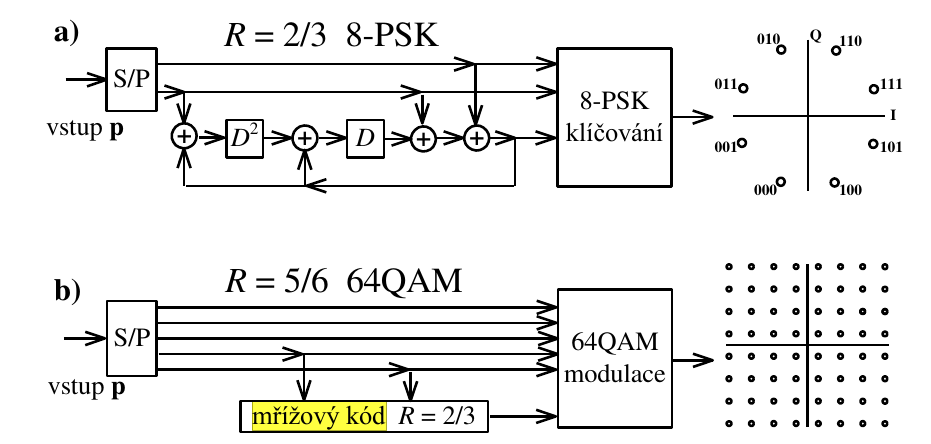 a) R = 2/3 8-PSK
S/P
vstup p
+ D² + D + +
8-PSK
klíčování
Q
010 110
011 111
I
001 101
000 100
b) R = 5/6 64QAM
S/P
vstup p
64QAM
modulace
mřížový kód R = 2/3